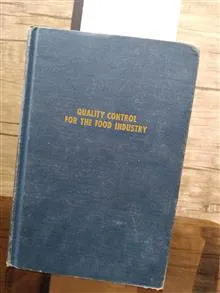 QUALITY CONTROL
FOR THE FOOD INDUSTRY